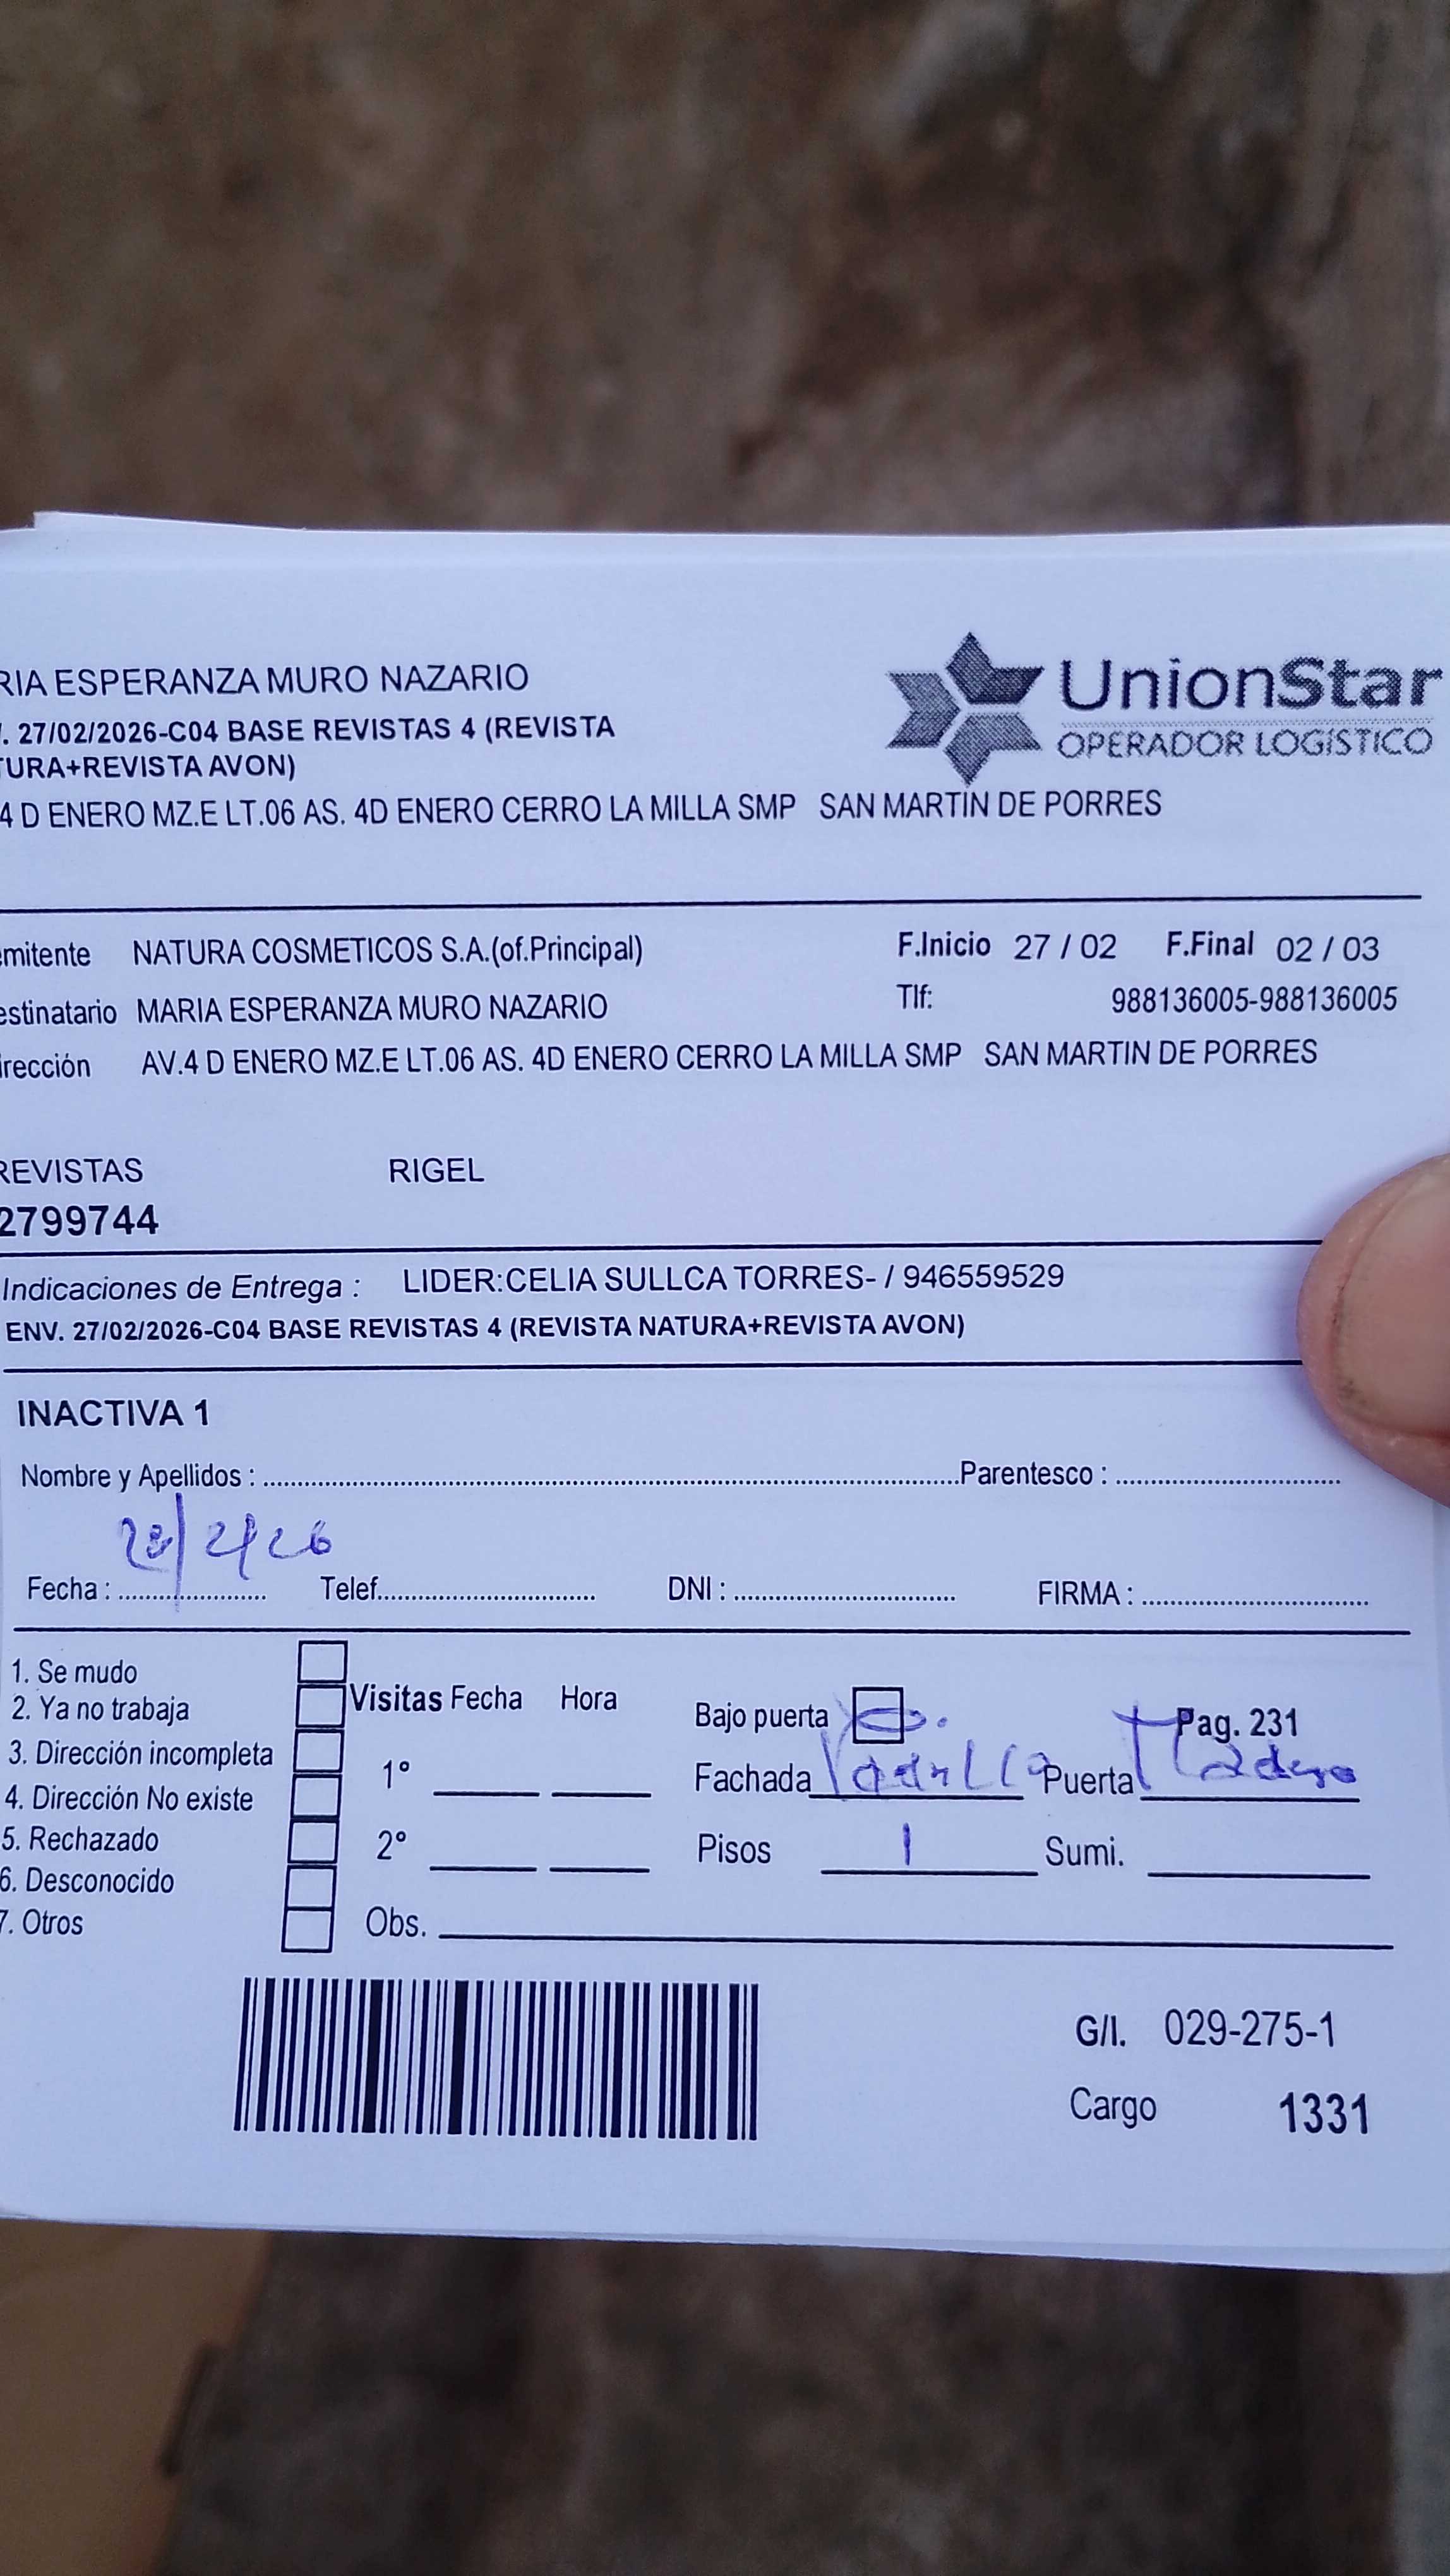 RIA ESPERANZA MURO NAZARIO
. 27/02/2026-C04 BASE REVISTAS 4 (REVISTA
TURA+REVISTA AVON)
4 D ENERO MZ.E LT.06 AS. 4D ENERO CERRO LA MILLA SMP SAN MARTIN DE PORRES
UnionStar
OPERADOR LOGÍSTICO
mitente NATURA COSMETICOS S.A.(of.Principal) F.Inicio 27 / 02 F.Final 02 / 03
estinatario MARIA ESPERANZA MURO NAZARIO Tlf: 988136005-988136005
irección AV.4 D ENERO MZ.E LT.06 AS. 4D ENERO CERRO LA MILLA SMP SAN MARTIN DE PORRES
REVISTAS RIGEL
2799744
Indicaciones de Entrega : LIDER:CELIA SULLCA TORRES- / 946559529
ENV. 27/02/2026-C04 BASE REVISTAS 4 (REVISTA NATURA+REVISTA AVON)
INACTIVA 1
Nombre y Apellidos : Parentesco :
Fecha : 28/2/26 Telef. DNI : FIRMA :
1. Se mudo
2. Ya no trabaja
3. Dirección incompleta
4. Dirección No existe
5. Rechazado
6. Desconocido
7. Otros
Visitas Fecha Hora
1°
2°
Obs.
Bajo puerta Pag. 231
Fachada Puerta
Pisos 1 Sumi.
G/I. 029-275-1
Cargo 1331